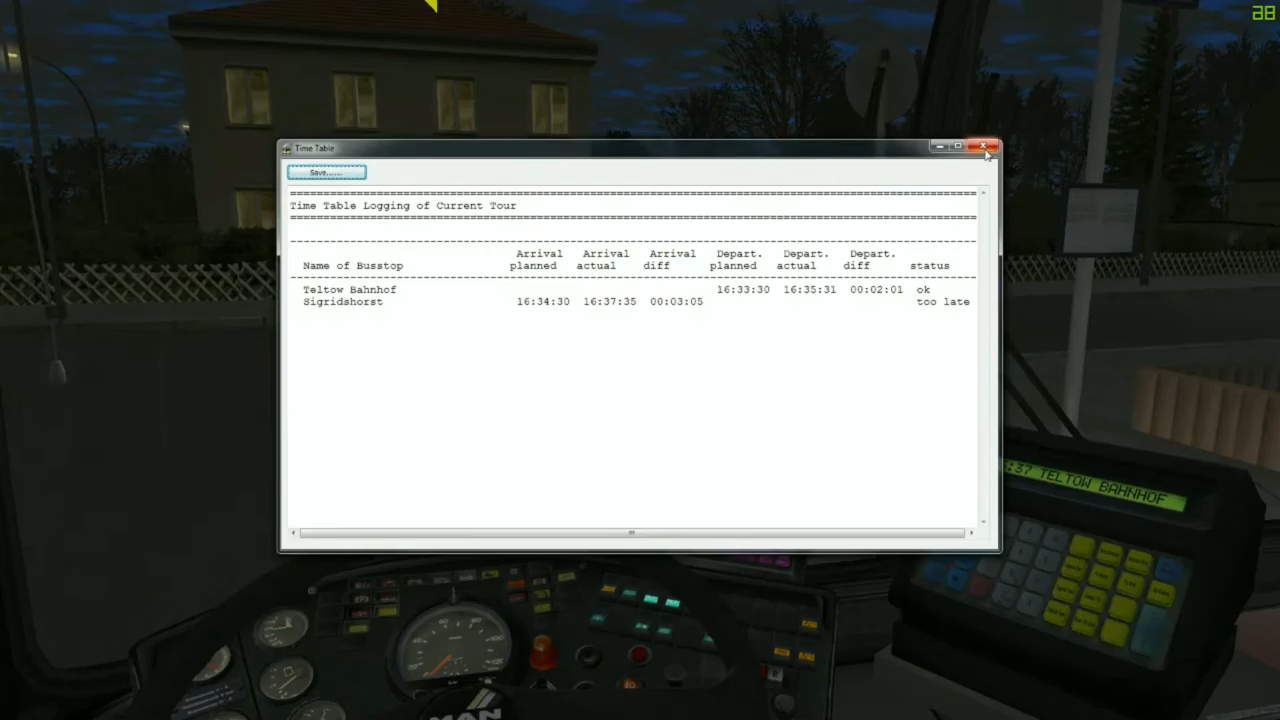 28
Time Table
Save.....
Time Table Logging of Current Tour
Arrival Arrival Arrival Depart. Depart. Depart.
Name of Busstop planned actual diff planned actual diff status
Teltow Bahnhof 16:33:30 16:35:31 00:02:01 ok
Sigridshorst 16:34:30 16:37:35 00:03:05 too late
:37 TELTOW BAHNHOF
MAN